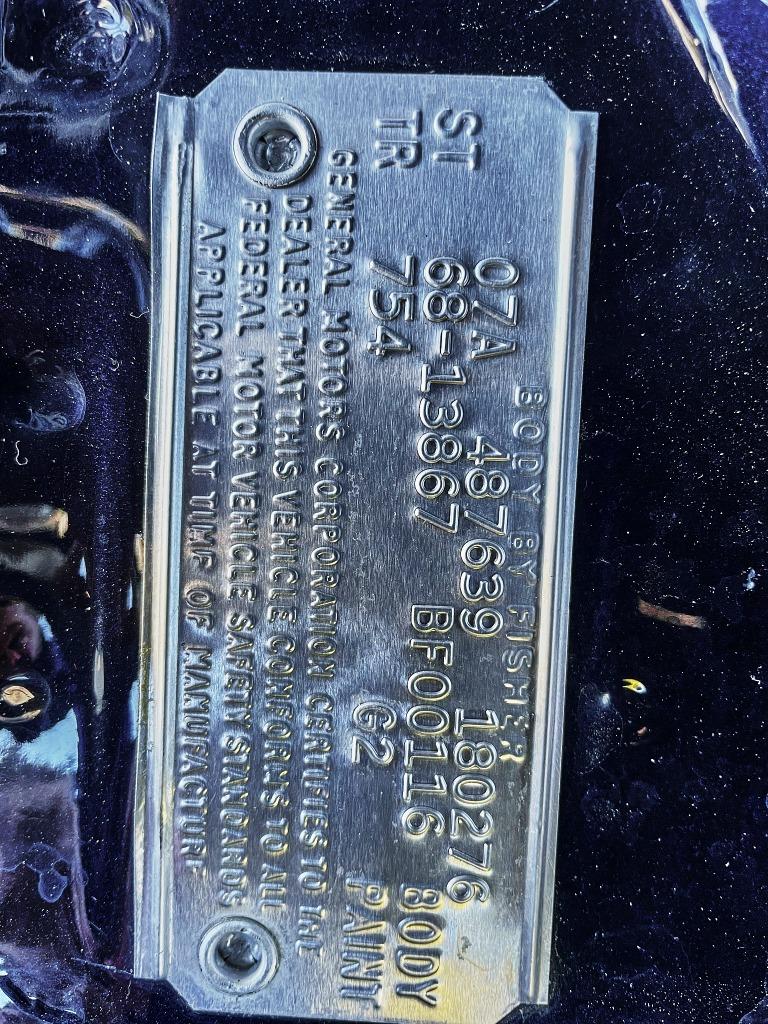 BODY BY FISHER
07A 487639 180276
ST 68-13867 BF00116 BODY
TR 754 G2 PAINT
GENERAL MOTORS CORPORATION CERTIFIES TO THE
DEALER THAT THIS VEHICLE CONFORMS TO ALL
FEDERAL MOTOR VEHICLE SAFETY STANDARDS
APPLICABLE AT TIME OF MANUFACTURE